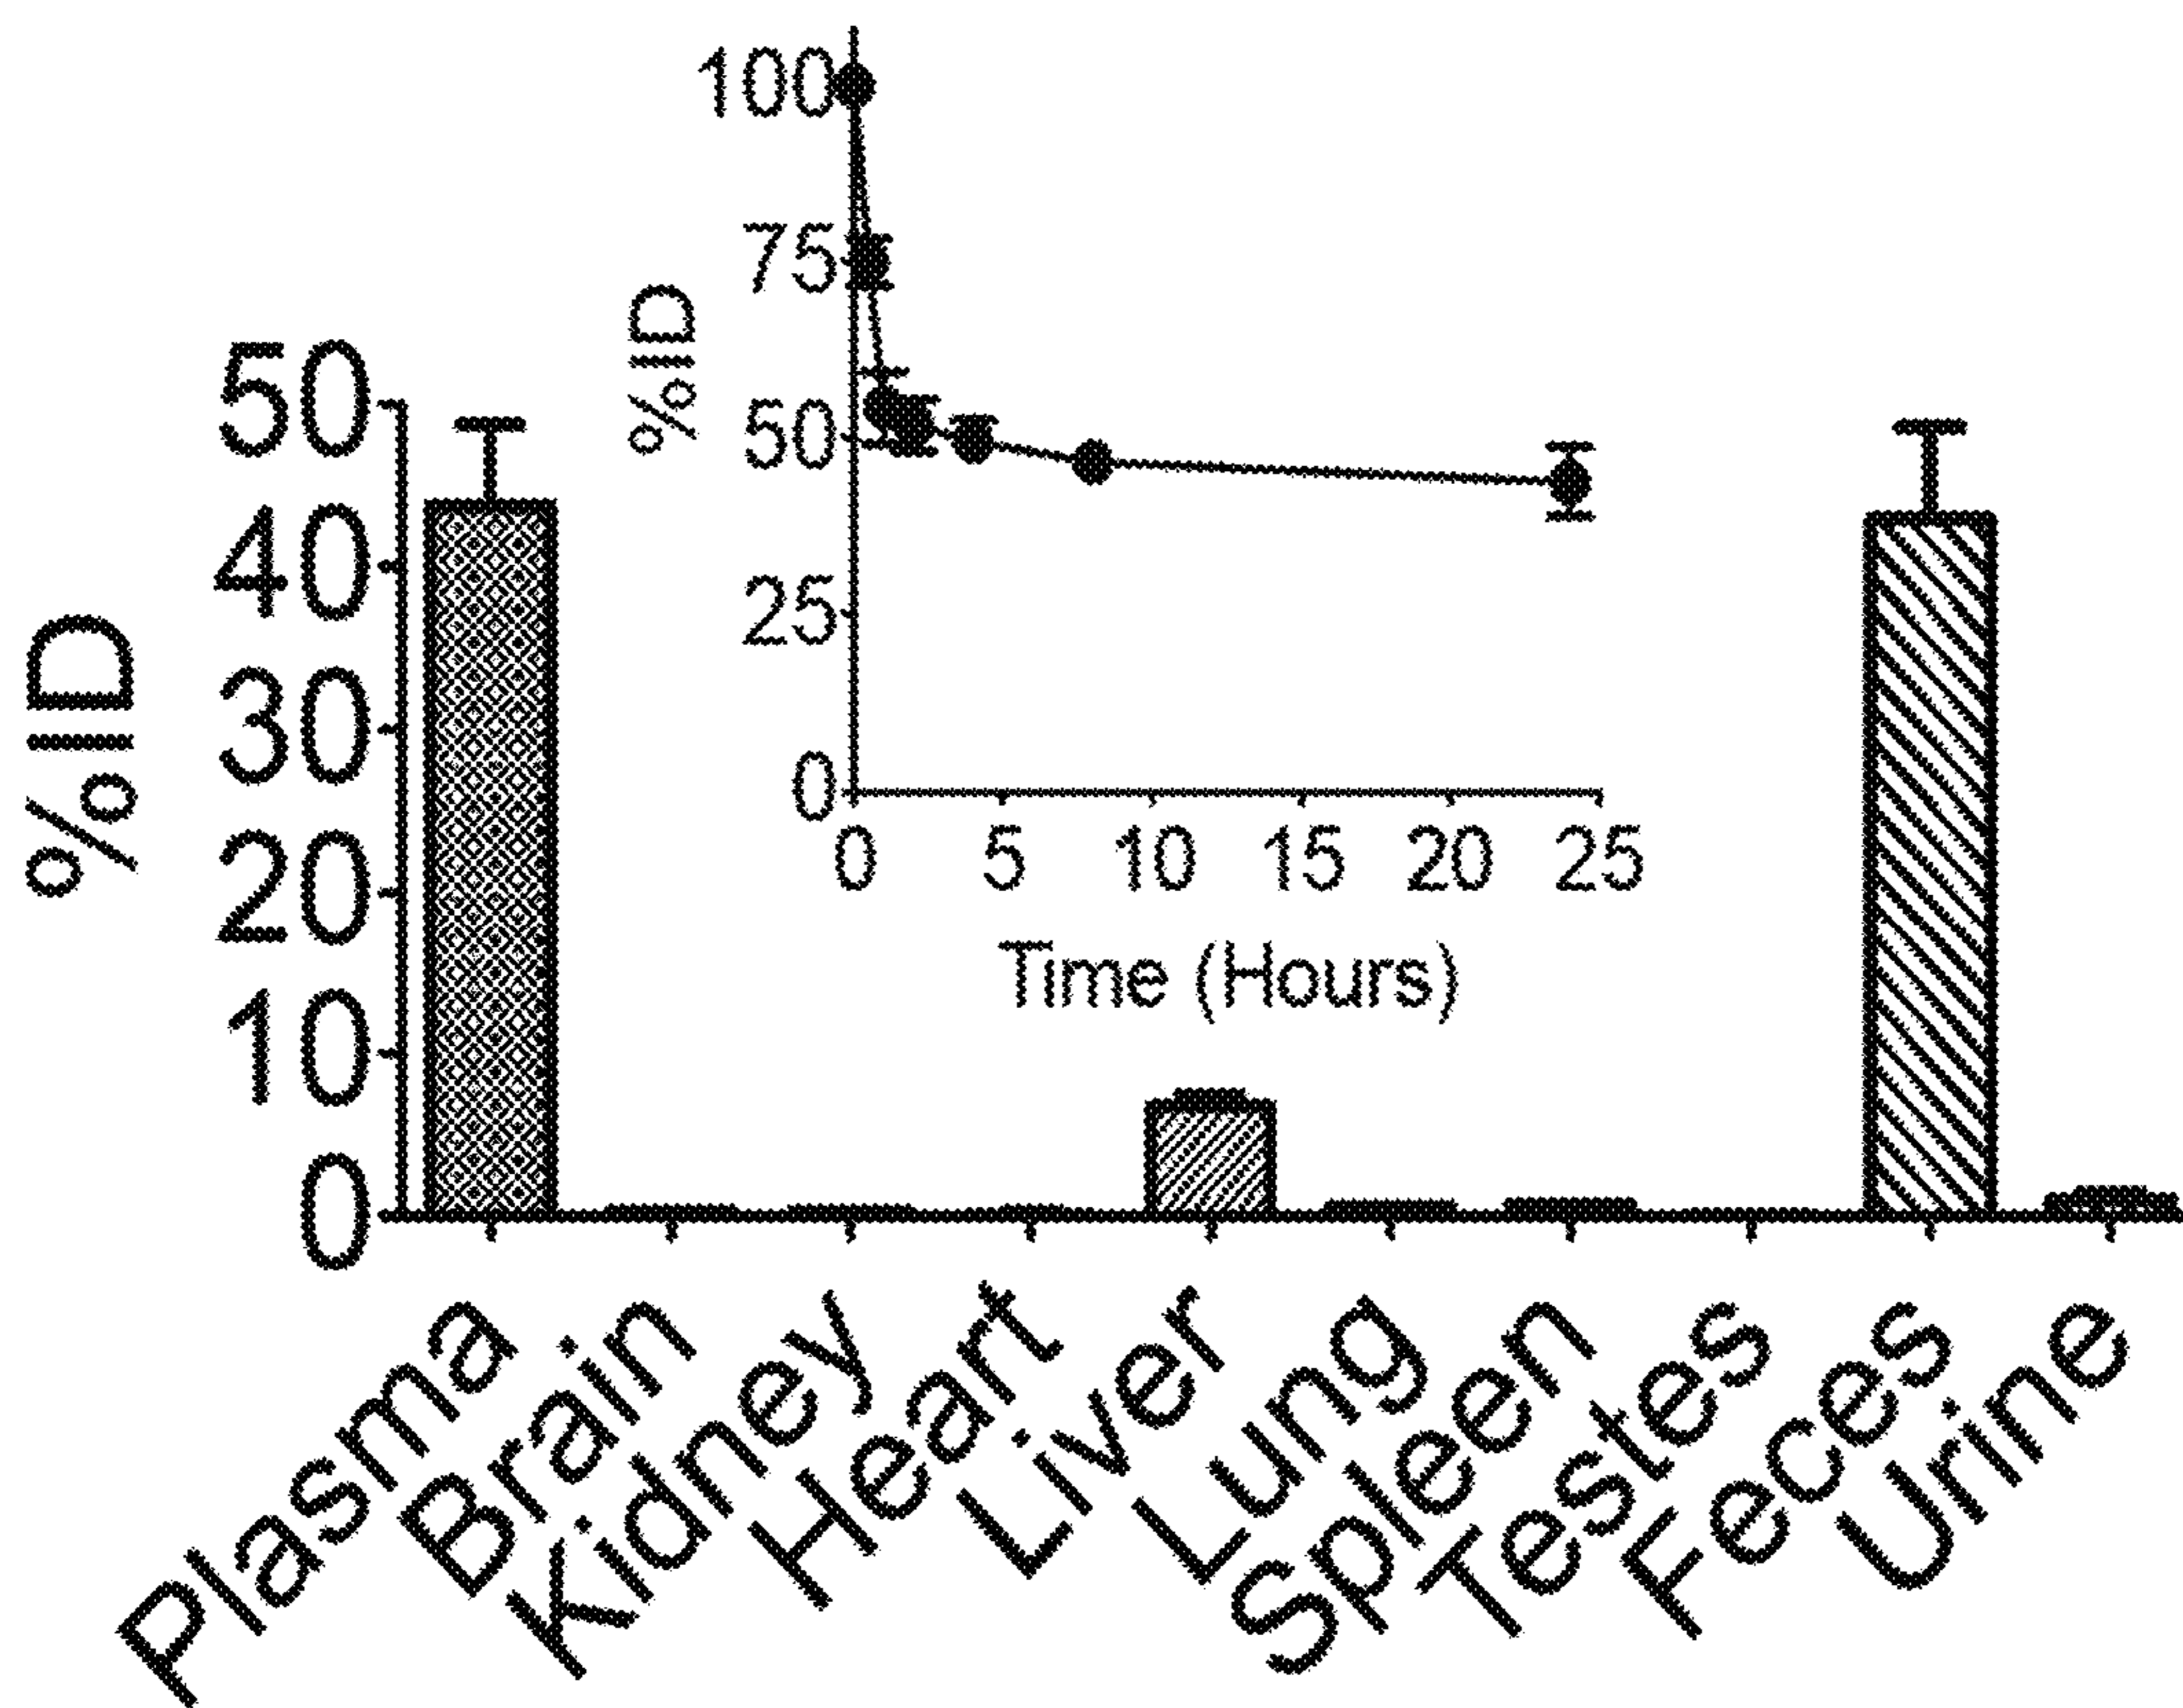 %ID
50
40
30
20
10
0
%ID
100
75
50
25
0
0 5 10 15 20 25
Time (Hours)
Plasma
Brain
Kidney
Heart
Liver
Lung
Spleen
Testes
Feces
Urine